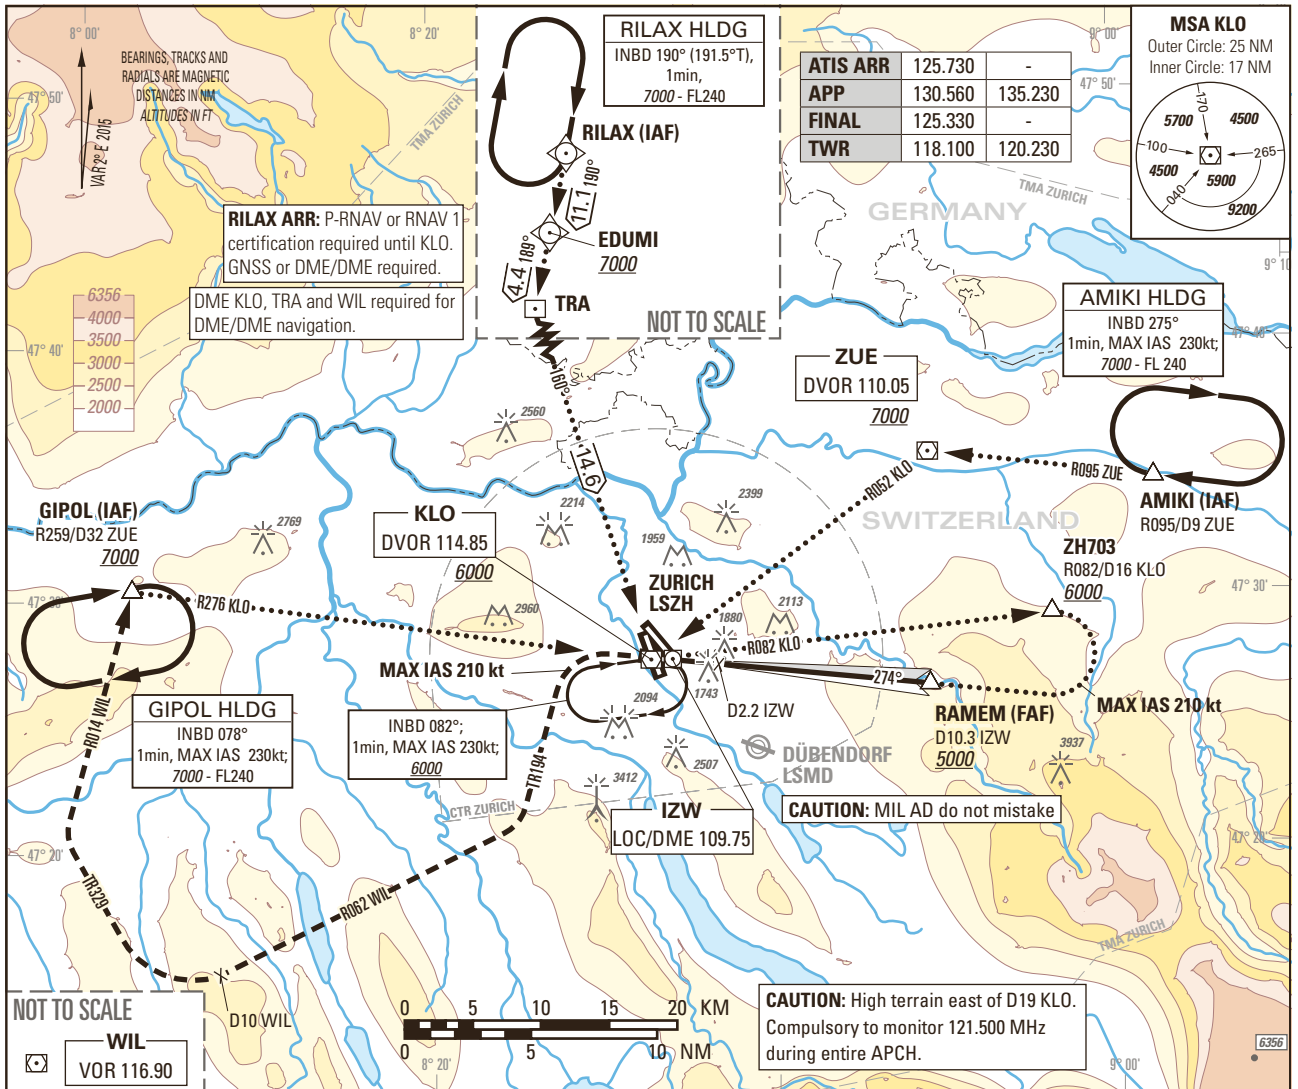 8° 00'
8° 20'
9° 00'
BEARINGS, TRACKS AND
RADIALS ARE MAGNETIC
DISTANCES IN NM
ALTITUDES IN FT
VAR 2° E 2015
47° 50'
TMA ZURICH
RILAX HLDG
INBD 190° (191.5°T),
1min,
7000 - FL240
RILAX (IAF)
11.1 190°
EDUMI
7000
4.4 189°
TRA
NOT TO SCALE
ATIS ARR 125.730 -
APP 130.560 135.230
FINAL 125.330 -
TWR 118.100 120.230
47° 50'
MSA KLO
Outer Circle: 25 NM
Inner Circle: 17 NM
170
5700
4500
100
265
4500
5900
040
9200
TMA ZURICH
GERMANY
9° 10'
RILAX ARR: P-RNAV or RNAV 1
certification required until KLO.
GNSS or DME/DME required.
DME KLO, TRA and WIL required for
DME/DME navigation.
6356
4000
3500
3000
2500
2000
47° 40'
AMIKI HLDG
INBD 275°
1min, MAX IAS 230kt;
7000 - FL 240
47° 40'
ZUE
DVOR 110.05
7000
160°
14.6
2560
R052 KLO
R095 ZUE
AMIKI (IAF)
R095/D9 ZUE
GIPOL (IAF)
R259/D32 ZUE
7000
2769
2214
2399
KLO
DVOR 114.85
6000
1959
SWITZERLAND
ZH703
R082/D16 KLO
6000
ZURICH
LSZH
47° 30'
47° 30'
R276 KLO
2960
2113
1880
R082 KLO
MAX IAS 210 kt
274°
1743
D2.2 IZW
2094
RAMEM (FAF)
D10.3 IZW
5000
MAX IAS 210 kt
GIPOL HLDG
INBD 078°
1min, MAX IAS 230kt;
7000 - FL240
R014 WIL
INBD 082°;
1min, MAX IAS 230kt;
6000
TR194
2507
DÜBENDORF
LSMD
3937
3412
CTR ZURICH
IZW
LOC/DME 109.75
CAUTION: MIL AD do not mistake
47° 20'
47° 20'
TR329
R062 WIL
TMA ZURICH
D10 WIL
NOT TO SCALE
WIL
VOR 116.90
0 5 10 15 20 KM
0 5 10 NM
8° 20'
CAUTION: High terrain east of D19 KLO.
Compulsory to monitor 121.500 MHz
during entire APCH.
9° 00'
6356